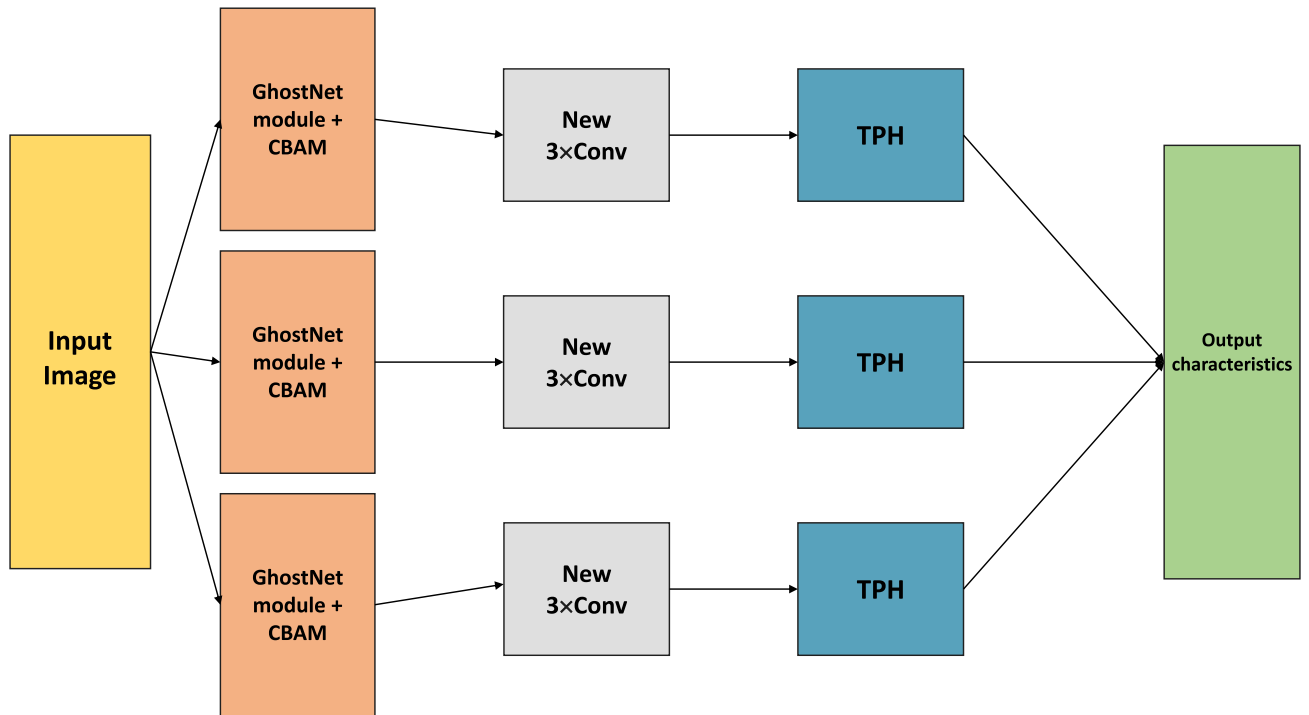 Input
Image
GhostNet
module +
CBAM
New
3×Conv
TPH
GhostNet
module +
CBAM
New
3×Conv
TPH
GhostNet
module +
CBAM
New
3×Conv
TPH
Output
characteristics